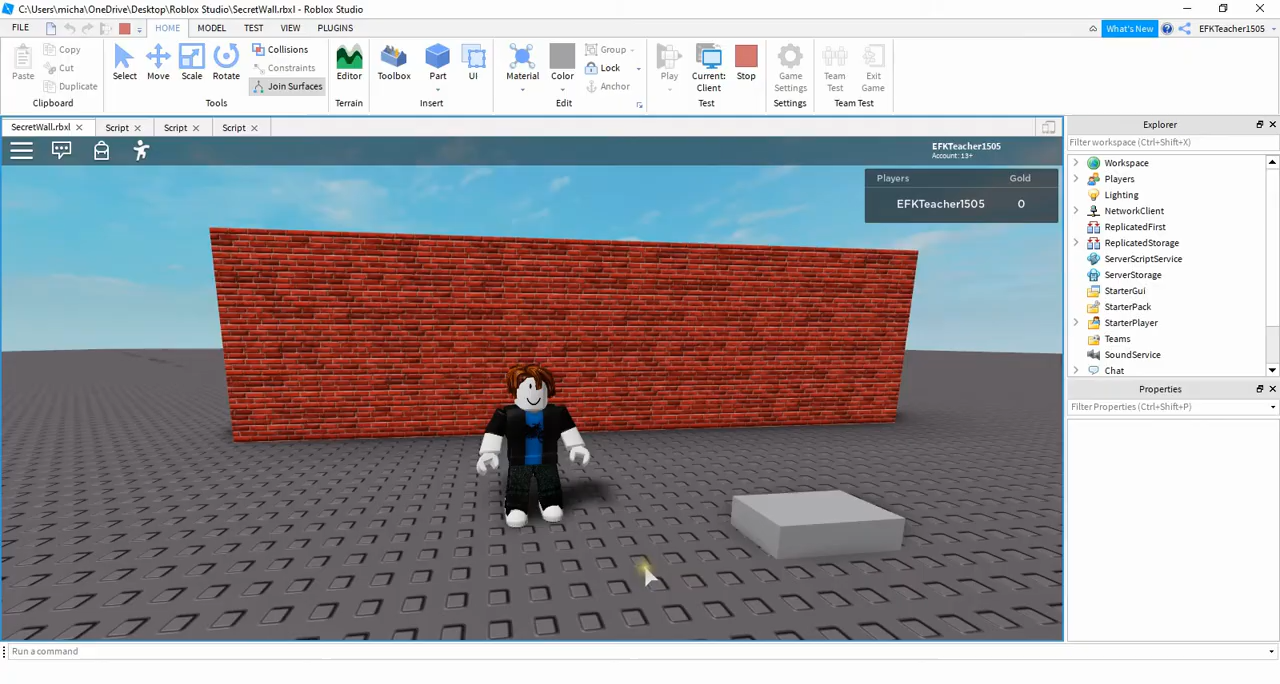 C:\Users\micha\OneDrive\Desktop\Roblox Studio\SecretWall.rbxl - Roblox Studio
FILE HOME MODEL TEST VIEW PLUGINS What's New EFKTeacher1505
Paste Copy Cut Duplicate Clipboard
Select Move Scale Rotate Collisions Constraints Join Surfaces Tools
Editor Terrain
Toolbox Part UI Insert
Material Color Group Lock Anchor Edit
Play Current: Client Stop Test
Game Settings Settings
Team Test Exit Game Team Test
SecretWall.rbxl Script Script Script
EFKTeacher1505
Account: 13+
Players Gold
EFKTeacher1505 0
Explorer
Filter workspace (Ctrl+Shift+X)
Workspace
Players
Lighting
NetworkClient
ReplicatedFirst
ReplicatedStorage
ServerScriptService
ServerStorage
StarterGui
StarterPack
StarterPlayer
Teams
SoundService
Chat
Properties
Filter Properties (Ctrl+Shift+P)
Run a command